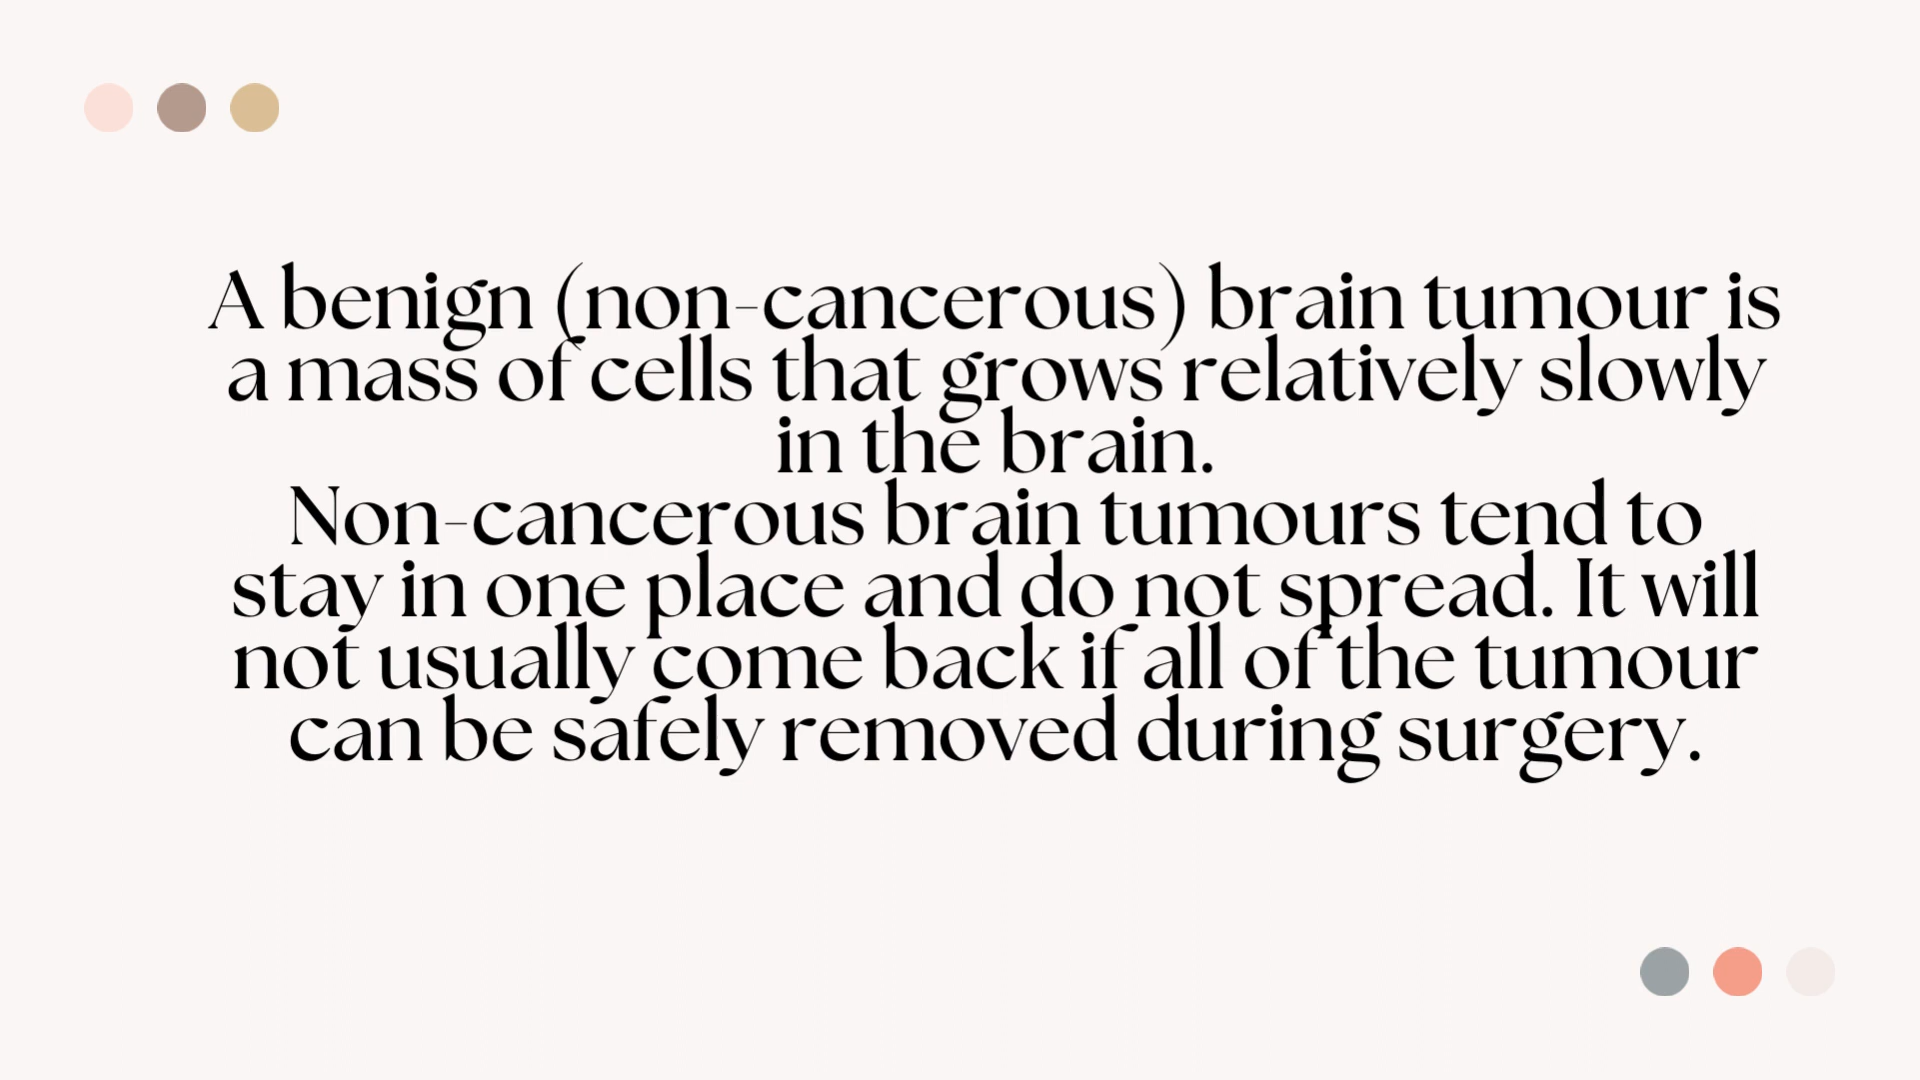 A benign (non-cancerous) brain tumour is
a mass of cells that grows relatively slowly
in the brain.
Non-cancerous brain tumours tend to
stay in one place and do not spread. It will
not usually come back if all of the tumour
can be safely removed during surgery.